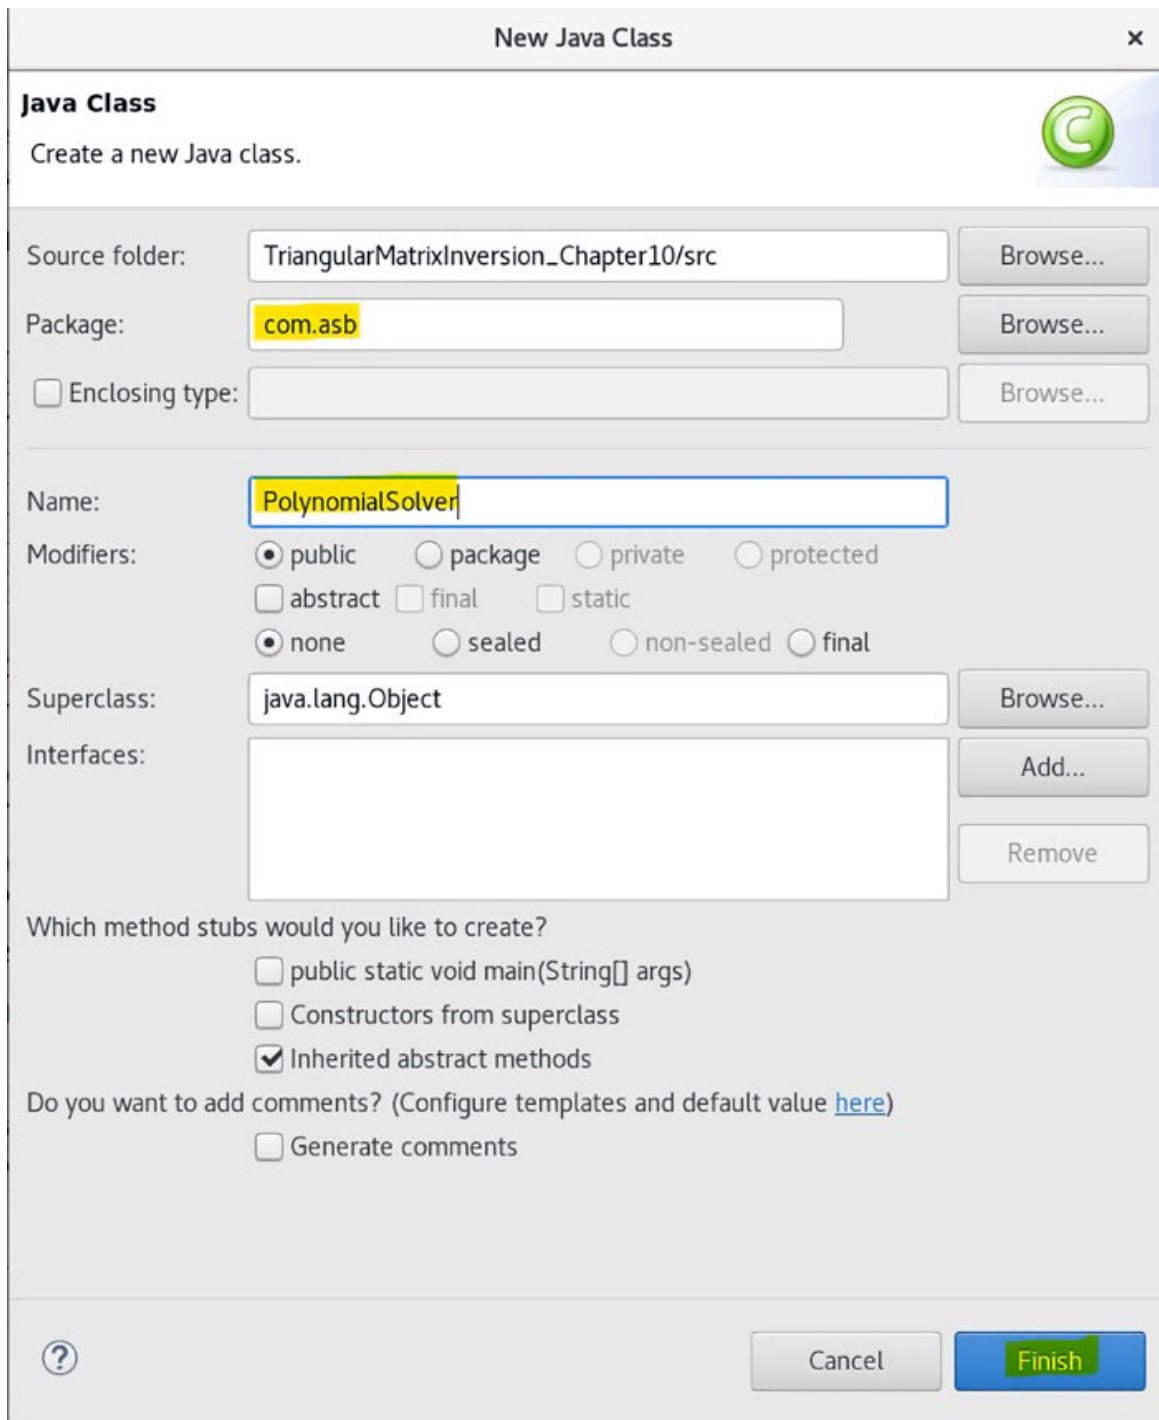 New Java Class ×
Java Class
Create a new Java class.
C
Source folder: TriangularMatrixInversion_Chapter10/src Browse...
Package: com.asb Browse...
Enclosing type: Browse...
Name: PolynomialSolver
Modifiers: public package private protected
abstract final static
none sealed non-sealed final
Superclass: java.lang.Object Browse...
Interfaces: Add...
Remove
Which method stubs would you like to create?
public static void main(String[] args)
Constructors from superclass
Inherited abstract methods
Do you want to add comments? (Configure templates and default value here)
Generate comments
? Cancel Finish